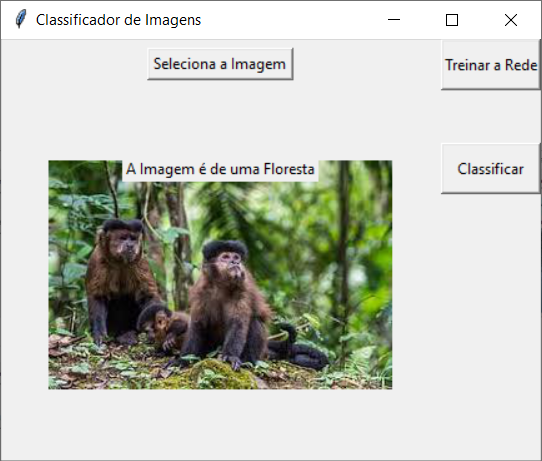 Classificador de Imagens
Seleciona a Imagem
Treinar a Rede
A Imagem é de uma Floresta
Classificar